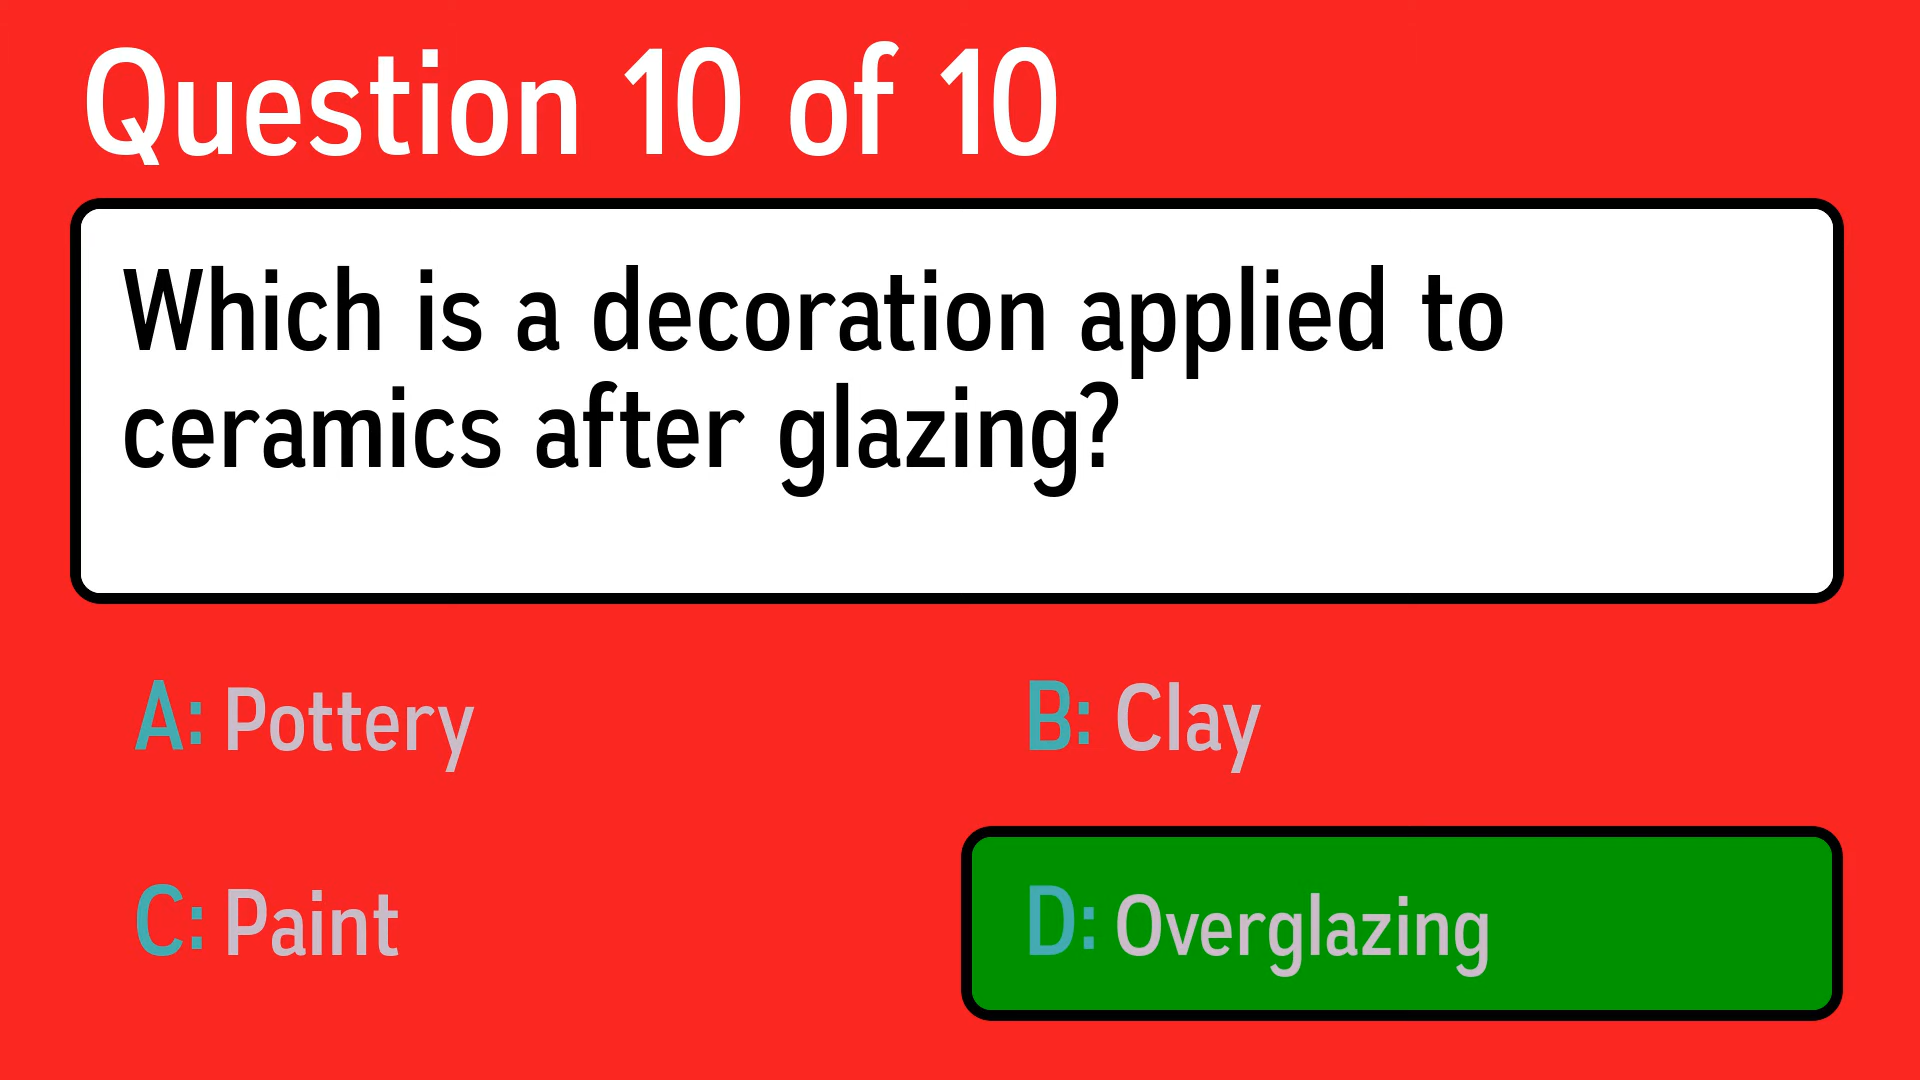 Question 10 of 10
Which is a decoration applied to
ceramics after glazing?
A: Pottery
B: Clay
C: Paint
D: Overglazing